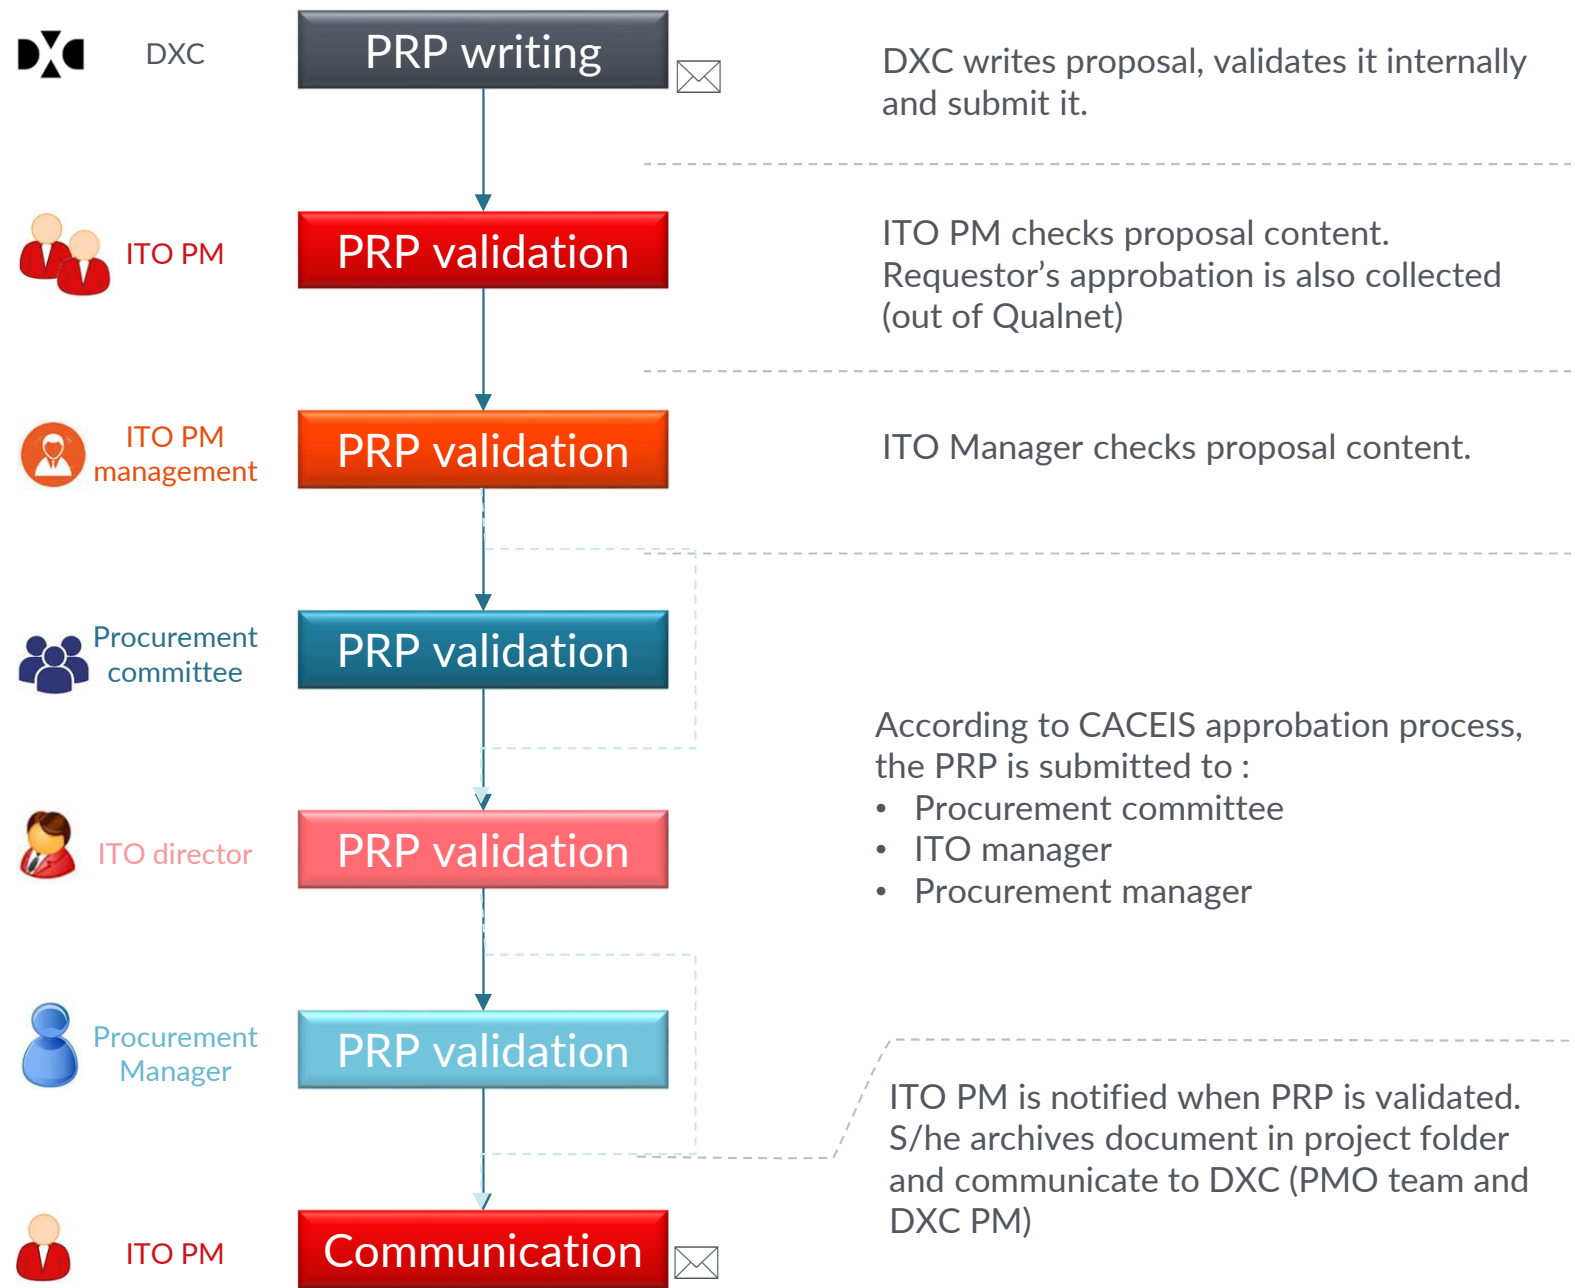 DXC
PRP writing
DXC writes proposal, validates it internally
and submit it.
ITO PM
PRP validation
ITO PM checks proposal content.
Requestor’s approbation is also collected
(out of Qualnet)
ITO PM
management
PRP validation
ITO Manager checks proposal content.
Procurement
committee
PRP validation
According to CACEIS approbation process,
the PRP is submitted to :
• Procurement committee
• ITO manager
• Procurement manager
ITO director
PRP validation
Procurement
Manager
PRP validation
ITO PM is notified when PRP is validated.
S/he archives document in project folder
and communicate to DXC (PMO team and
DXC PM)
ITO PM
Communication